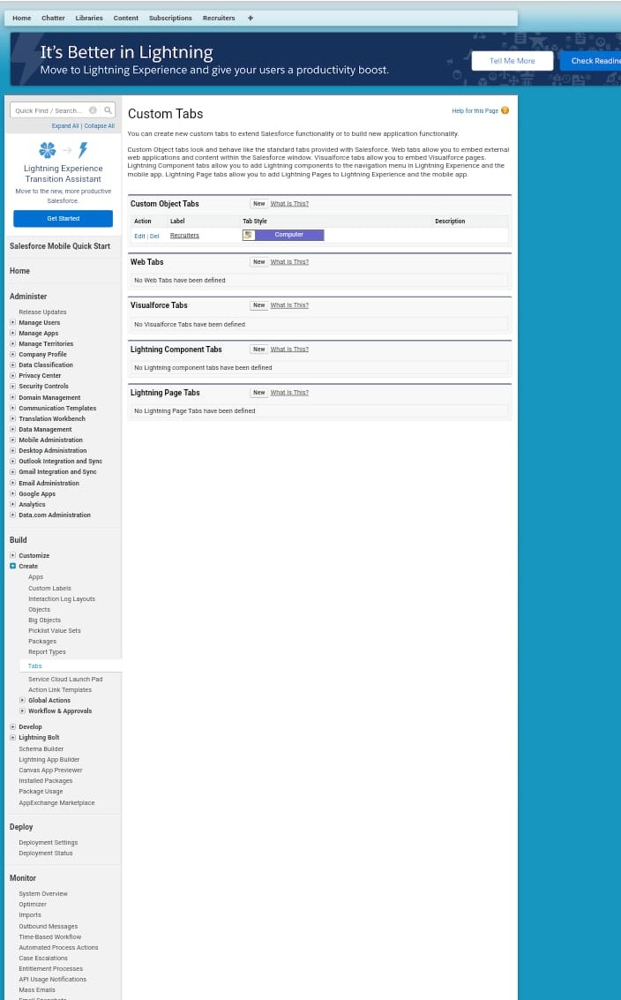 Home Chatter Libraries Content Subscriptions Recruiters +
It's Better in Lightning
Move to Lightning Experience and give your users a productivity boost.
Tell Me More
Check Readine
Quick Find / Search...
Expand All | Collapse All
Lightning Experience
Transition Assistant
Move to the new, more productive
Salesforce.
Get Started
Salesforce Mobile Quick Start
Home
Administer
Release Updates
Manage Users
Manage Apps
Manage Territories
Company Profile
Data Classification
Privacy Center
Security Controls
Domain Management
Communication Templates
Translation Workbench
Data Management
Mobile Administration
Desktop Administration
Outlook Integration and Sync
Gmail Integration and Sync
Email Administration
Google Apps
Analytics
Data.com Administration
Build
Customize
Create
Apps
Custom Labels
Interaction Log Layouts
Objects
Big Objects
Picklist Value Sets
Packages
Report Types
Tabs
Service Cloud Launch Pad
Action Link Templates
Global Actions
Workflow & Approvals
Develop
Lightning Bolt
Schema Builder
Lightning App Builder
Canvas App Previewer
Installed Packages
Package Usage
AppExchange Marketplace
Deploy
Deployment Settings
Deployment Status
Monitor
System Overview
Optimizer
Imports
Outbound Messages
Time-Based Workflow
Automated Process Actions
Case Escalations
Entitlement Processes
API Usage Notifications
Mass Emails
Custom Tabs
Help for this Page
You can create new custom tabs to extend Salesforce functionality or to build new application functionality.
Custom Object tabs look and behave like the standard tabs provided with Salesforce. Web tabs allow you to embed external
web applications and content within the Salesforce window. Visualforce tabs allow you to embed Visualforce pages.
Lightning Component tabs allow you to add Lightning components to the navigation menu in Lightning Experience and the
mobile app. Lightning Page tabs allow you to add Lightning Pages to Lightning Experience and the mobile app.
Custom Object Tabs New What Is This?
Action Label Tab Style Description
Edit | Del Recruiters Computer
Web Tabs New What Is This?
No Web Tabs have been defined
Visualforce Tabs New What Is This?
No Visualforce Tabs have been defined
Lightning Component Tabs New What Is This?
No Lightning component tabs have been defined
Lightning Page Tabs New What Is This?
No Lightning Page Tabs have been defined